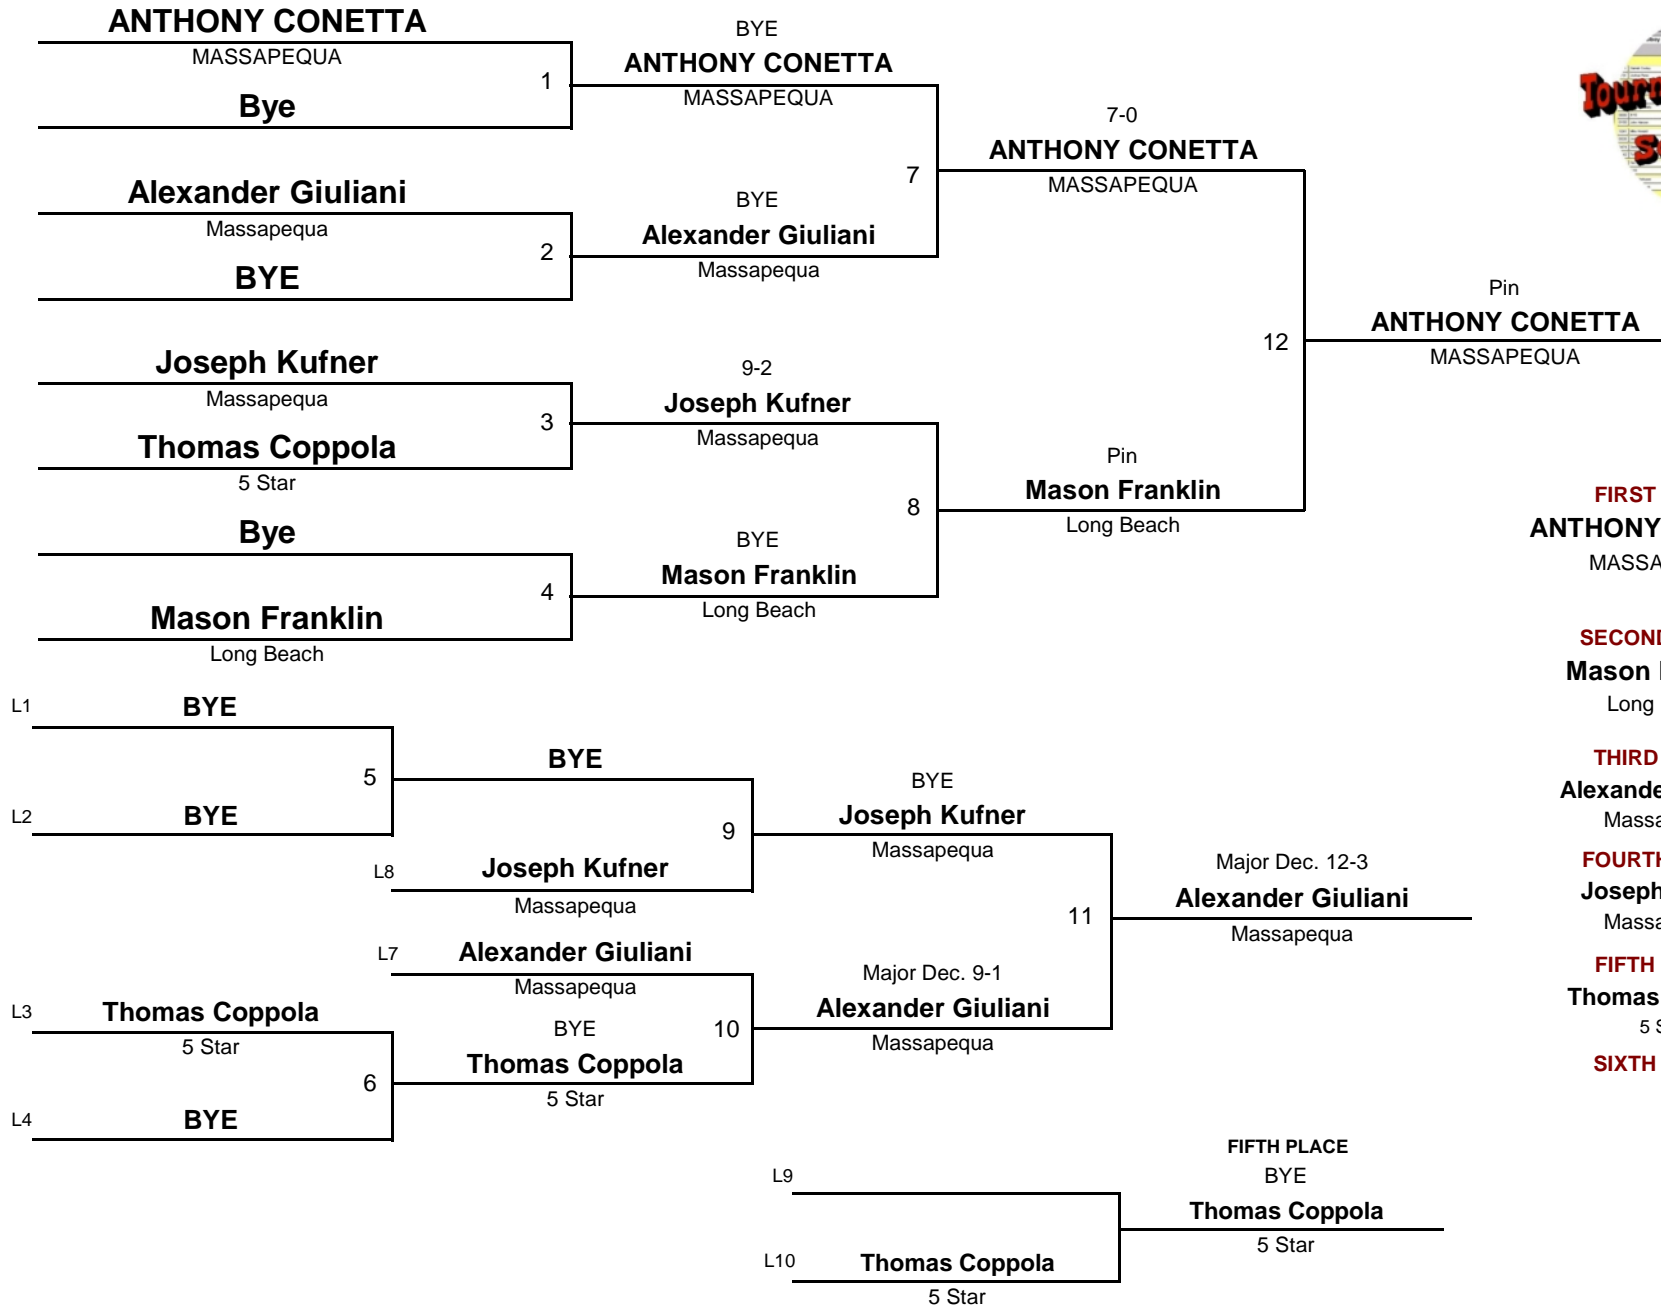 ANTHONY CONETTA
MASSAPEQUA
1
Bye
Alexander Giuliani
Massapequa
2
BYE
Joseph Kufner
Massapequa
3
Thomas Coppola
5 Star
Bye
4
Mason Franklin
Long Beach
BYE
ANTHONY CONETTA
MASSAPEQUA
7
BYE
Alexander Giuliani
Massapequa
9-2
Joseph Kufner
Massapequa
8
BYE
Mason Franklin
Long Beach
7-0
ANTHONY CONETTA
MASSAPEQUA
12
Pin
Mason Franklin
Long Beach
Pin
ANTHONY CONETTA
MASSAPEQUA
L1
BYE
5
L2
BYE
BYE
9
L8
Joseph Kufner
Massapequa
L7
Alexander Giuliani
Massapequa
L3
Thomas Coppola
5 Star
6
L4
BYE
BYE
10
Thomas Coppola
5 Star
BYE
Joseph Kufner
Massapequa
11
Major Dec. 9-1
Alexander Giuliani
Massapequa
Major Dec. 12-3
Alexander Giuliani
Massapequa
FIFTH PLACE
L9
BYE
Thomas Coppola
5 Star
L10
Thomas Coppola
5 Star
FIRST
ANTHONY
MASSA
SECOND
Mason
Long
THIRD
Alexande
Massa
FOURTH
Joseph
Massa
FIFTH
Thomas
5 S
SIXTH